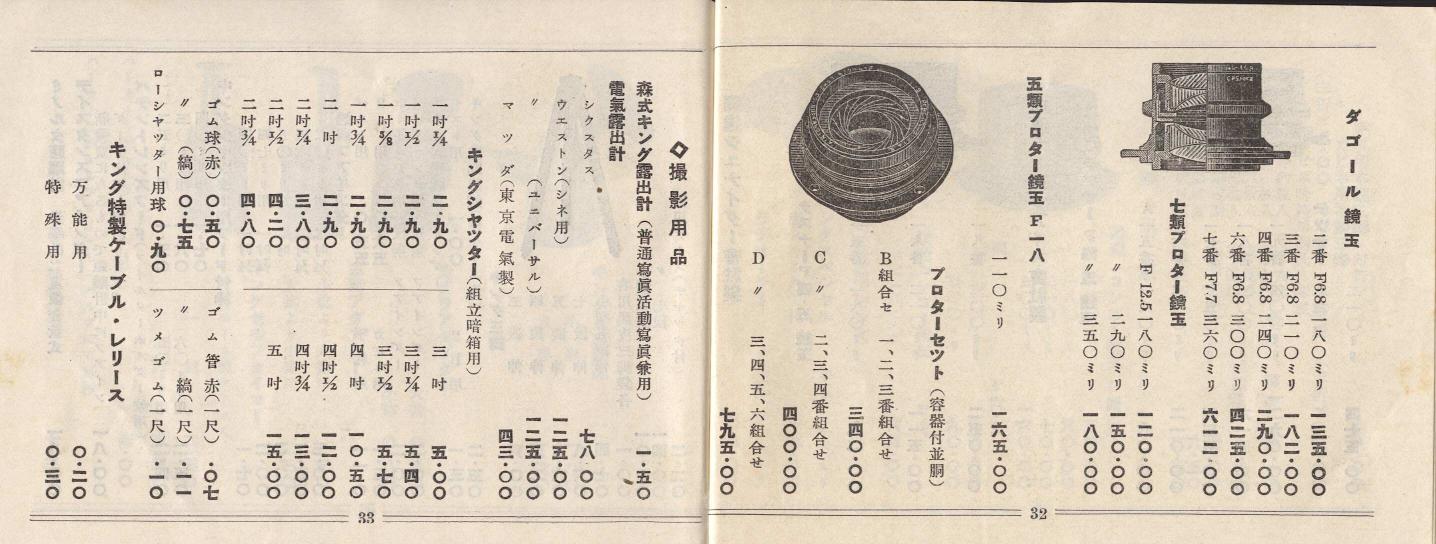 ダゴール鏡玉
二番 F6.8 一八〇ミリ 一三五・〇〇
三番 F6.8 二一〇ミリ 一八二・〇〇
四番 F6.8 二四〇ミリ 二九〇・〇〇
六番 F6.8 三〇〇ミリ 四二五・〇〇
七番 F7.7 三六〇ミリ 六一二・〇〇
七類プロター鏡玉
F 12.5 一八〇ミリ 一二〇・〇〇
〃 二九〇ミリ 一五〇・〇〇
〃 三五〇ミリ 一八〇・〇〇
五類プロター鏡玉 F 一八
一一〇ミリ 一六五・〇〇
プロターセツト(容器付並胴)
B組合セ 一、二、三番組合せ
三四〇・〇〇
C 〃 二、三、四番組合せ
四〇〇・〇〇
D 〃 三、四、五、六組合せ
七九五・〇〇
32
◇撮影用品
森式キング露出計(普通寫眞活動寫眞兼用) 一・五〇
電氣露出計
シクスタス 七八・〇〇
ウエストン(シネ用) 一三五・〇〇
〃 (ユニバーサル) 一二五・〇〇
マツダ(東京電氣製) 四三・〇〇
キングシヤツター(組立暗箱用)
一吋1/4 二・九〇 三吋 五・〇〇
一吋1/2 二・九〇 三吋1/4 五・四〇
一吋5/8 二・九〇 三吋1/2 五・七〇
一吋3/4 二・九〇 四吋 一〇・五〇
二吋 二・九〇 四吋1/2 一二・〇〇
二吋1/4 三・八〇 四吋3/4 一三・〇〇
二吋1/2 四・二〇 五吋 一五・〇〇
二吋3/4 四・八〇
ゴム球(赤) 〇・五〇 ゴム管 赤(一尺) ・〇七
〃 (縞) 〇・七五 〃 縞(一尺) ・一一
ローシヤツター用球 〇・九〇 ツメゴム(一尺) ・一〇
キング特製ケーブル・レリース
万能用 〇・二〇
特殊用 〇・三〇
33